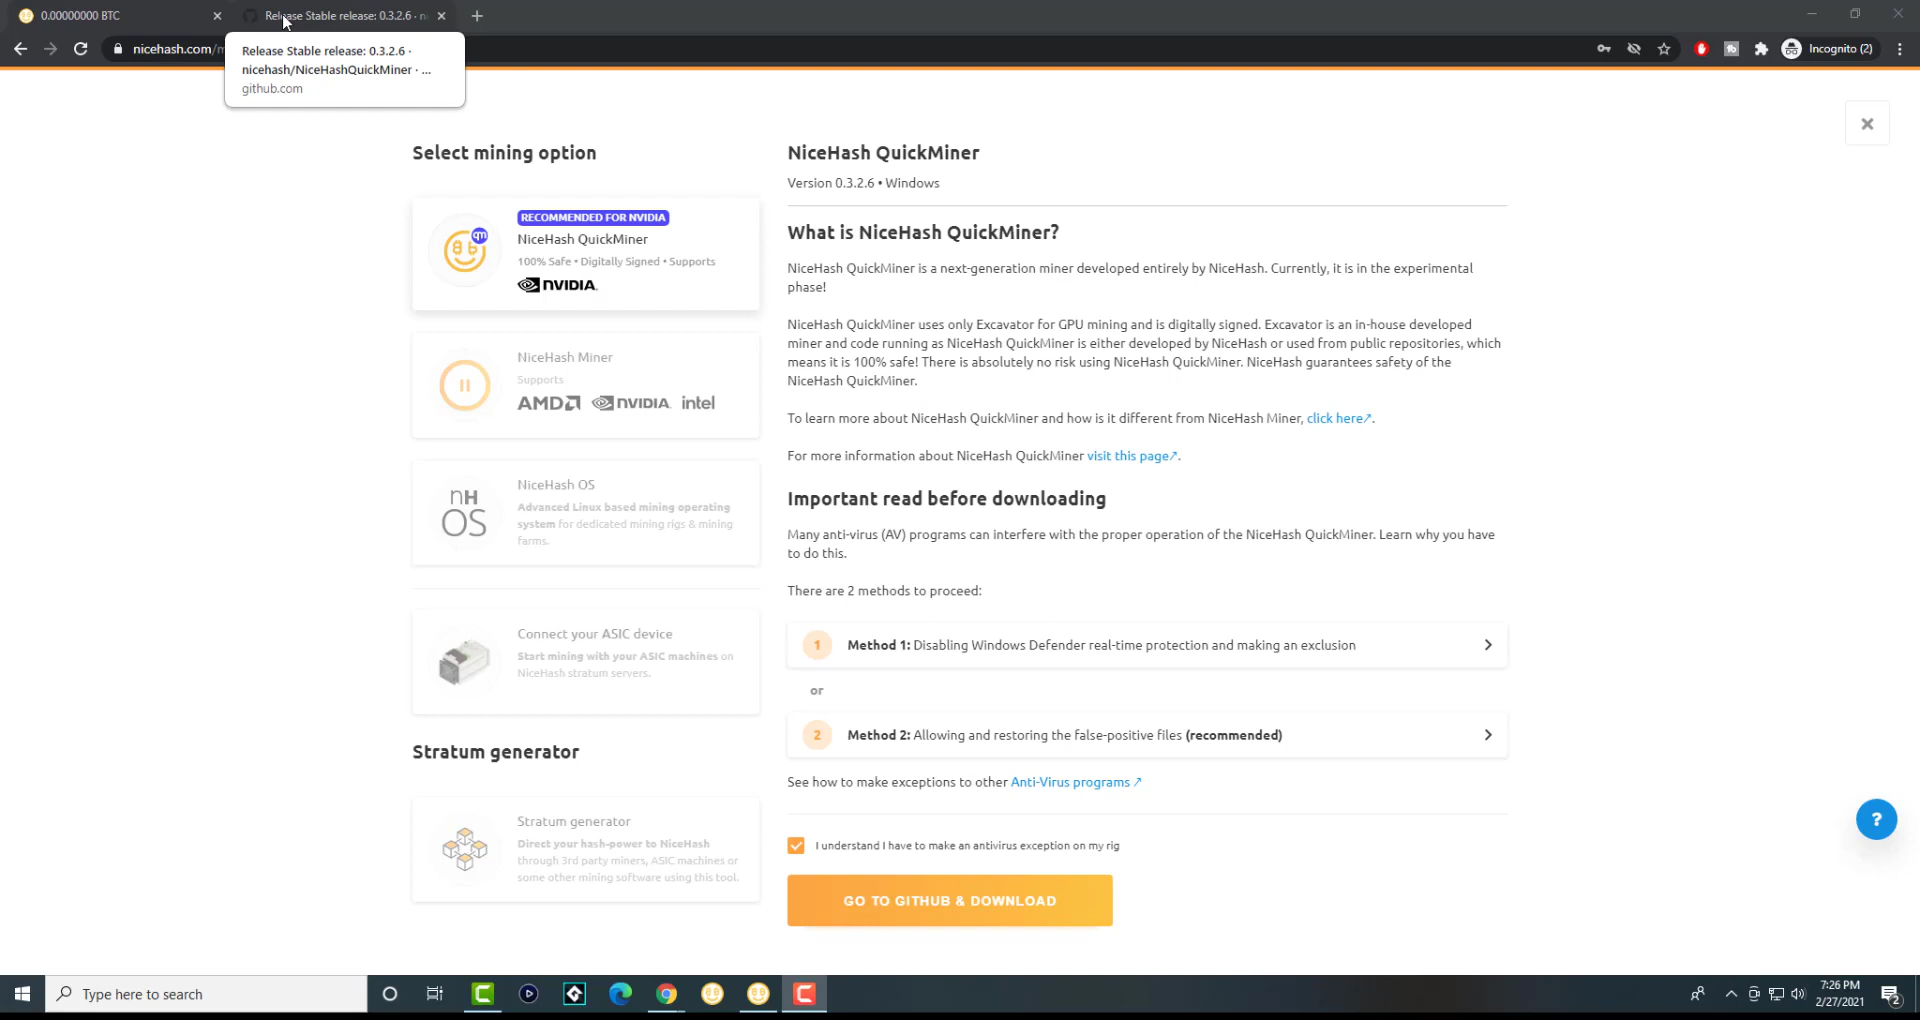 0.00000000 BTC
Release Stable release: 0.3.2.6 ·
nicehash.com/
Incognito (2)
Release Stable release: 0.3.2.6 ·
nicehash/NiceHashQuickMiner · ...
github.com
Select mining option
RECOMMENDED FOR NVIDIA
NiceHash QuickMiner
100% Safe • Digitally Signed • Supports
NVIDIA.
NiceHash Miner
Supports
AMD NVIDIA. intel
NiceHash OS
Advanced Linux based mining operating
system for dedicated mining rigs & mining
farms.
nH
OS
Connect your ASIC device
Start mining with your ASIC machines on
NiceHash stratum servers.
Stratum generator
Stratum generator
Direct your hash-power to NiceHash
through 3rd party miners, ASIC machines or
some other mining software using this tool.
NiceHash QuickMiner
Version 0.3.2.6 • Windows
What is NiceHash QuickMiner?
NiceHash QuickMiner is a next-generation miner developed entirely by NiceHash. Currently, it is in the experimental
phase!
NiceHash QuickMiner uses only Excavator for GPU mining and is digitally signed. Excavator is an in-house developed
miner and code running as NiceHash QuickMiner is either developed by NiceHash or used from public repositories, which
means it is 100% safe! There is absolutely no risk using NiceHash QuickMiner. NiceHash guarantees safety of the
NiceHash QuickMiner.
To learn more about NiceHash QuickMiner and how is it different from NiceHash Miner, click here↗.
For more information about NiceHash QuickMiner visit this page↗.
Important read before downloading
Many anti-virus (AV) programs can interfere with the proper operation of the NiceHash QuickMiner. Learn why you have
to do this.
There are 2 methods to proceed:
1 Method 1: Disabling Windows Defender real-time protection and making an exclusion
or
2 Method 2: Allowing and restoring the false-positive files (recommended)
See how to make exceptions to other Anti-Virus programs ↗
I understand I have to make an antivirus exception on my rig
GO TO GITHUB & DOWNLOAD
?
Type here to search
7:26 PM
2/27/2021
2